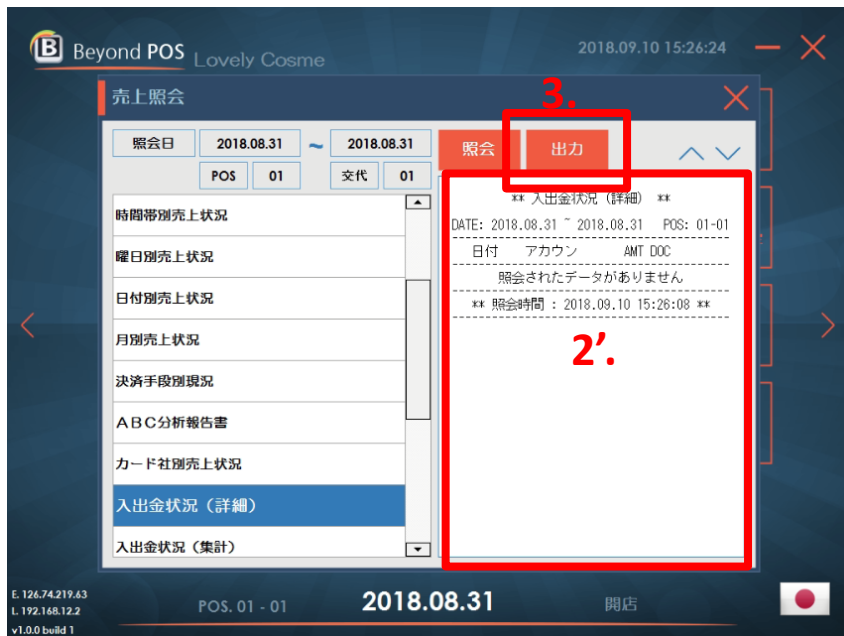 B Beyond POS Lovely Cosme 2018.09.10 15:26:24
売上照会
3.
照会日 2018.08.31 ~ 2018.08.31 照会 出力
POS 01 交代 01
時間帯別売上状況
曜日別売上状況
日付別売上状況
月別売上状況
決済手段別現況
ABC分析報告書
カード社別売上状況
入出金状况（詳細）
入出金状況（集計）
** 入出金状況（詳細） **
DATE: 2018.08.31 ~ 2018.08.31 POS: 01-01
日付 アカウン AMT DOC
照会されたデータがありません
** 照会時間 : 2018.09.10 15:26:08 **
2’.
E. 126.74.219.63
L. 192.168.12.2
v1.0.0 build 1
POS. 01 - 01 2018.08.31 開店